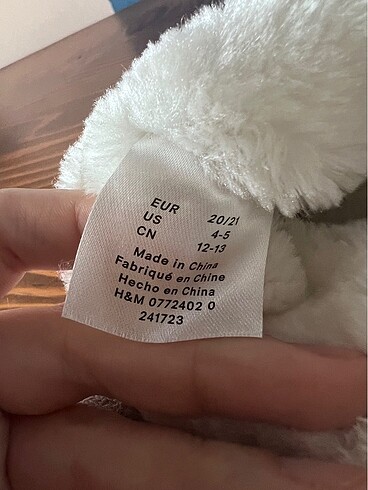 EUR 20/21
US 4-5
CN 12-13
Made in China
Fabriqué en Chine
Hecho en China
H&M 0772402 0
241723